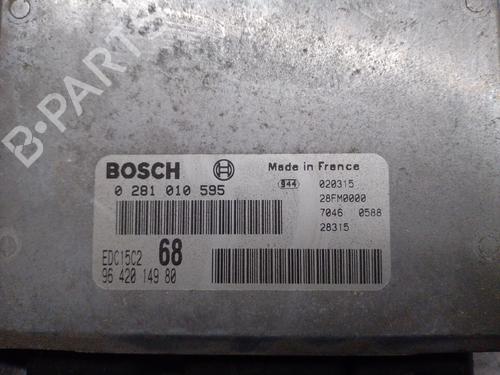 B-PARTS
BOSCH Made in France
0 281 010 595 944 020315
28FM0000
7046 0588
28315
EDC15C2 68
96 420 149 80